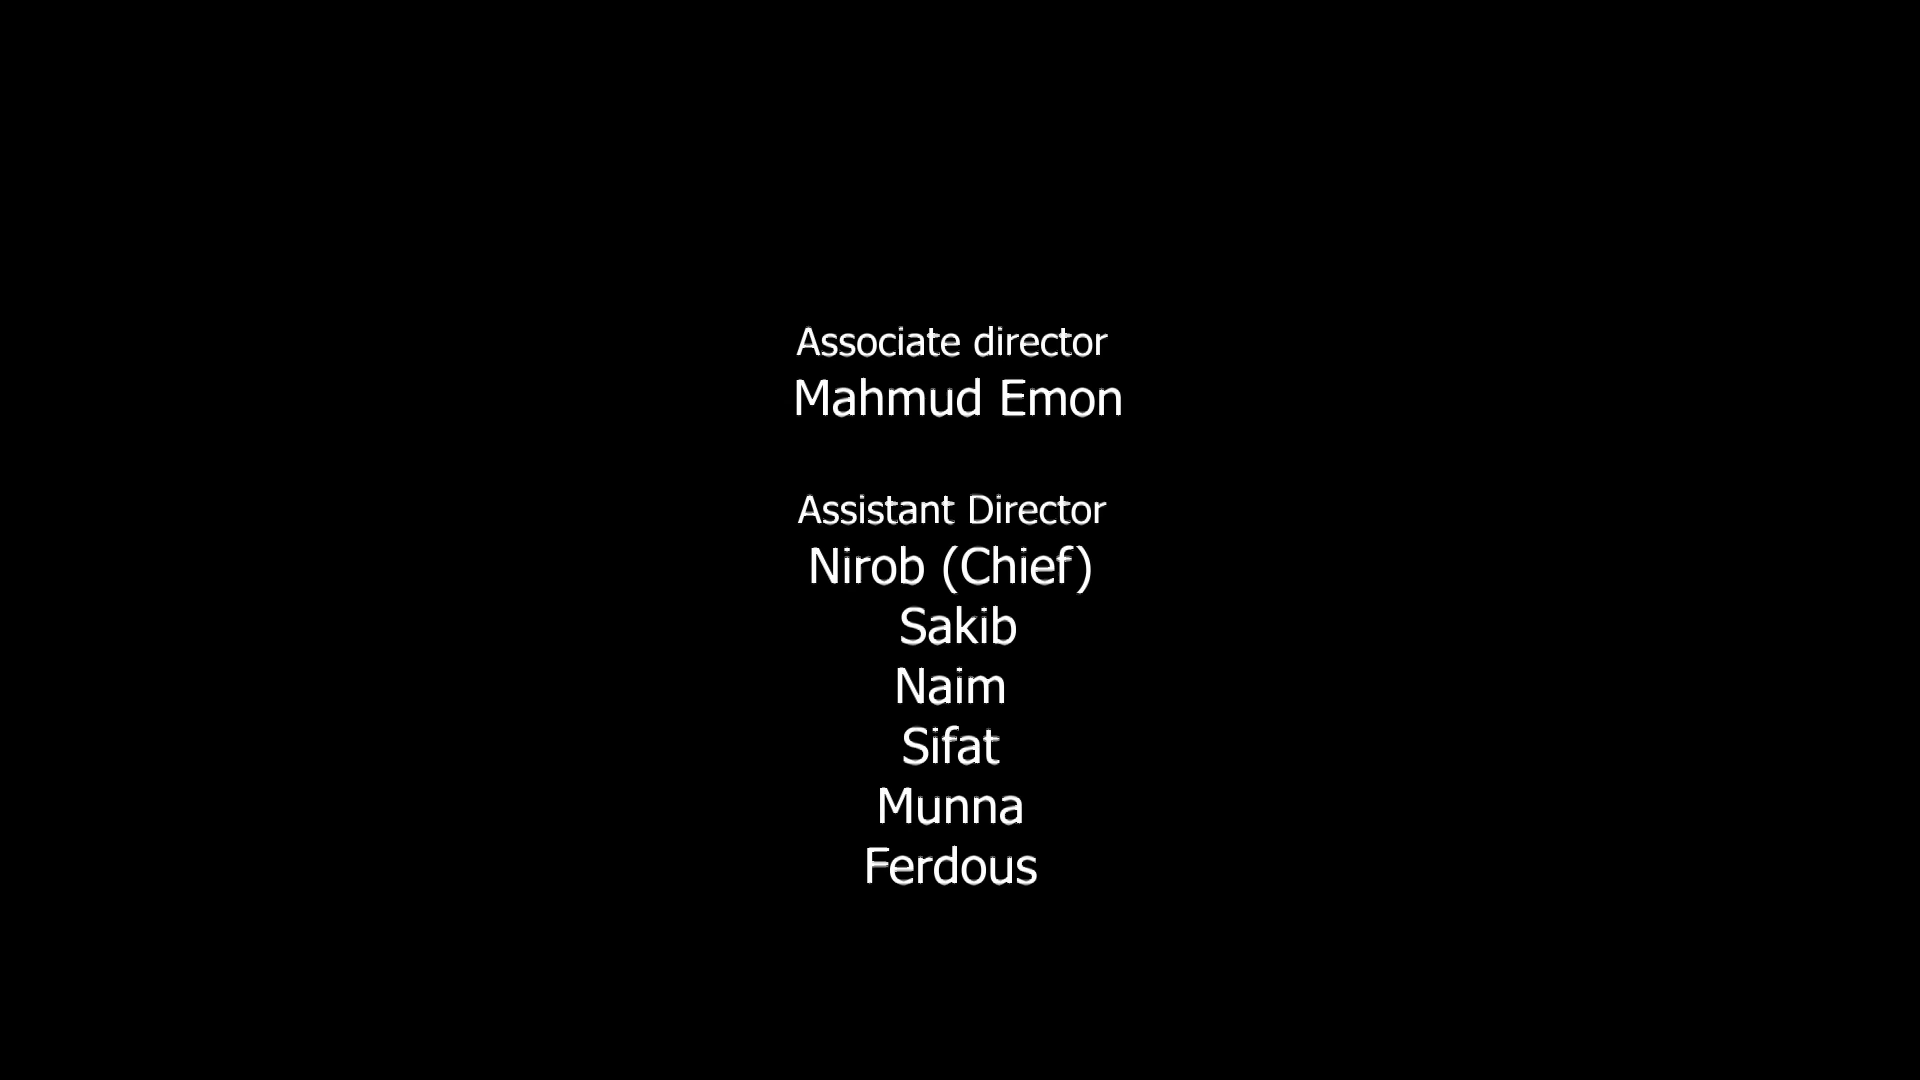 Associate director
Mahmud Emon
Assistant Director
Nirob (Chief)
Sakib
Naim
Sifat
Munna
Ferdous